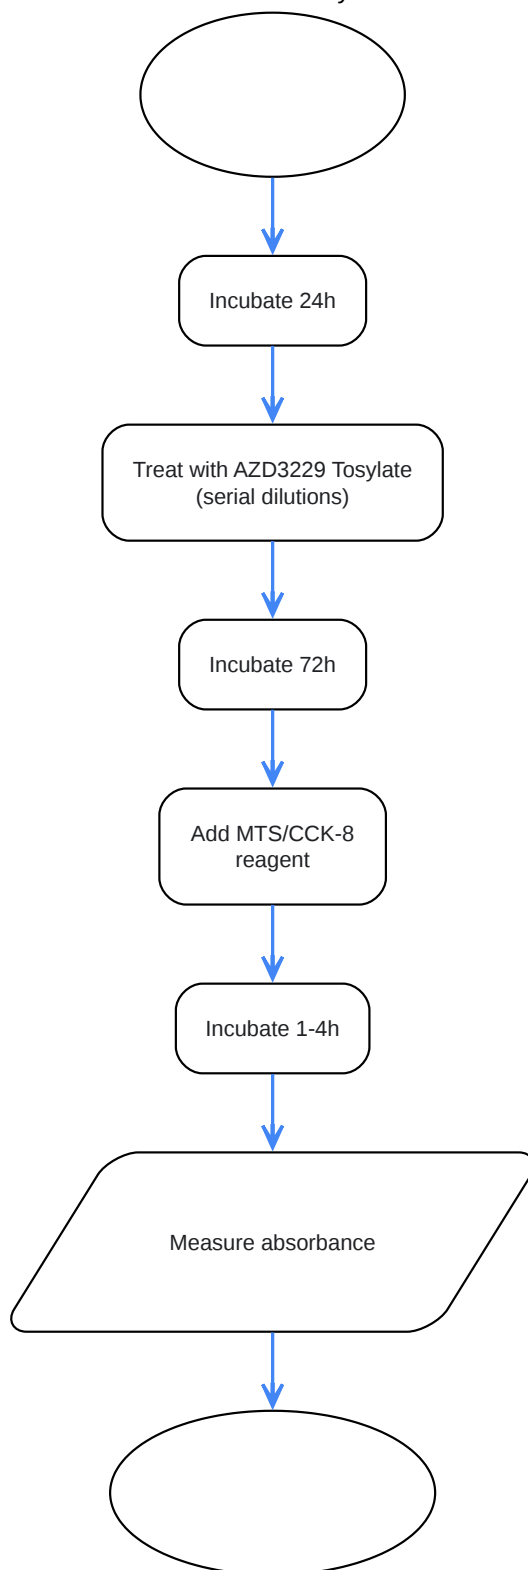 Incubate 24h
Treat with AZD3229 Tosylate
(serial dilutions)
Incubate 72h
Add MTS/CCK-8
reagent
Incubate 1-4h
Measure absorbance